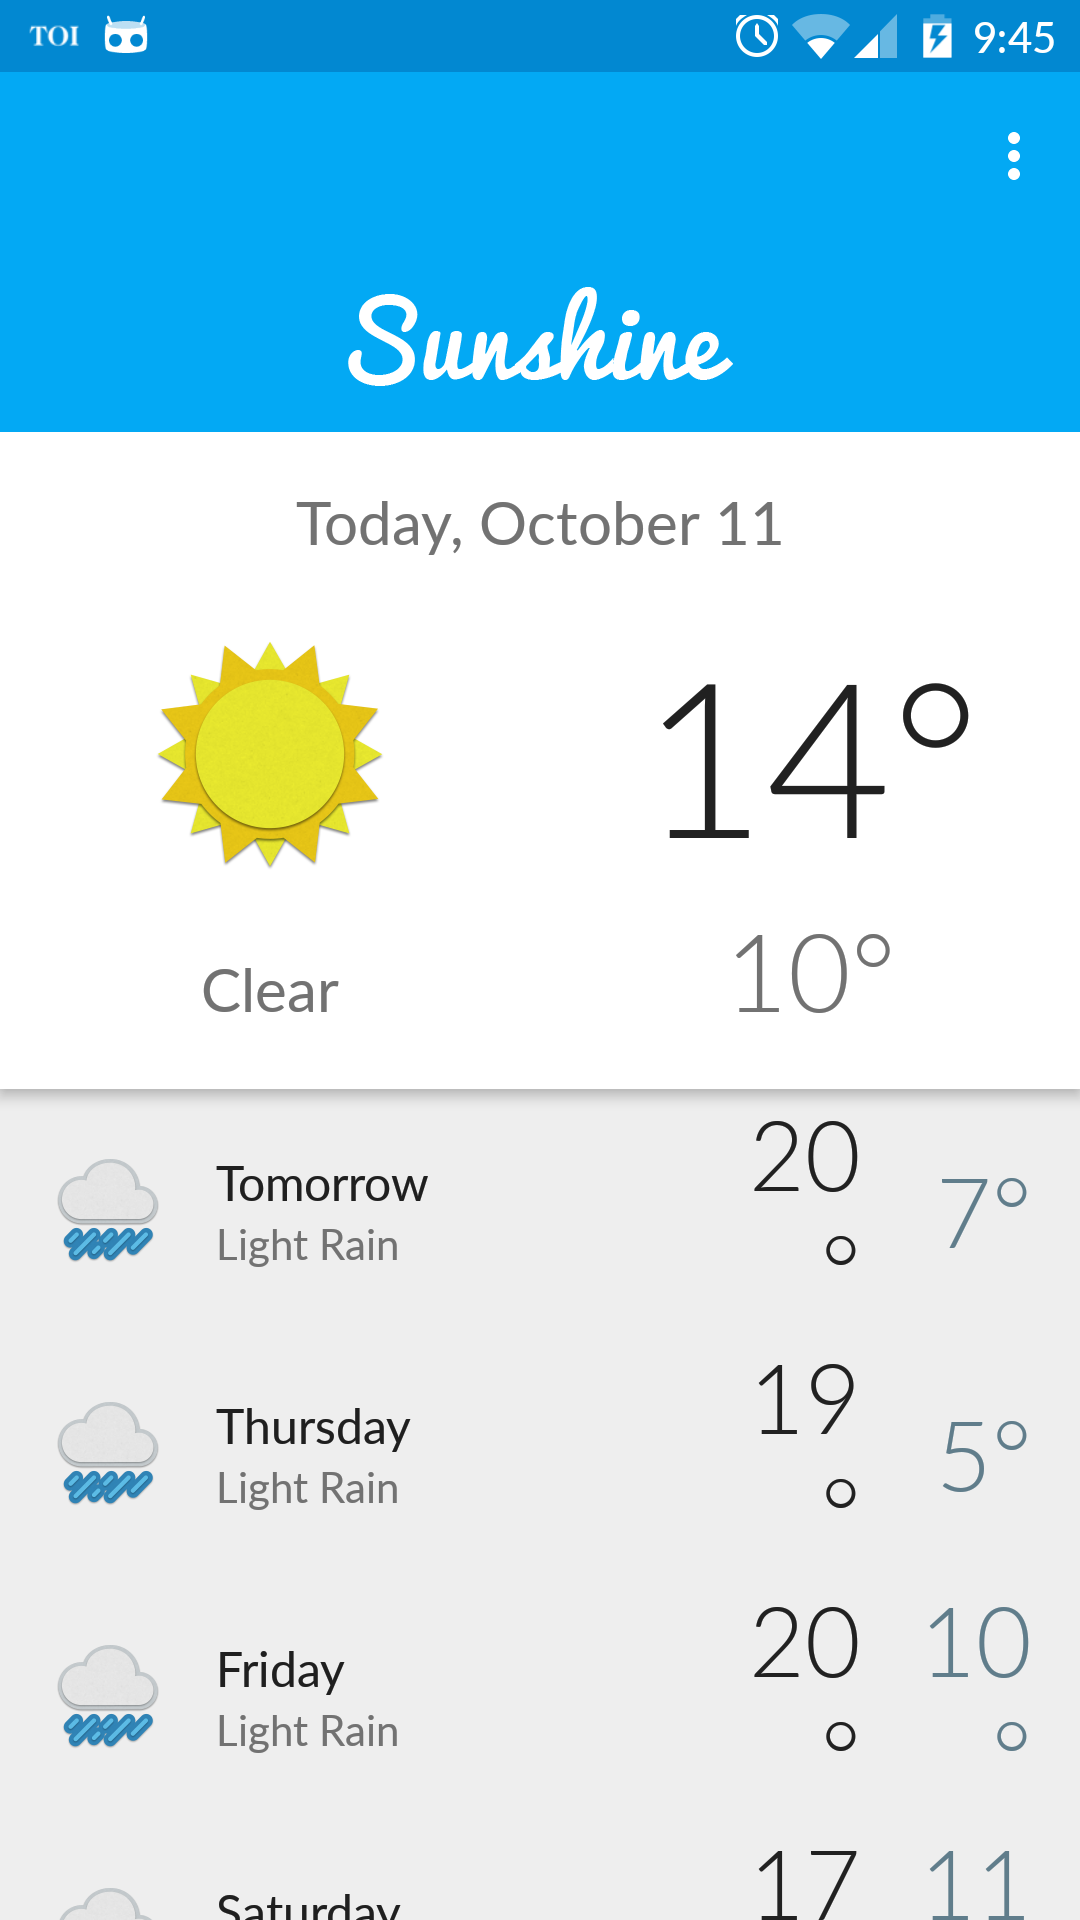 TOI 9:45
Sunshine
Today, October 11
14°
Clear 10°
Tomorrow 20° 7°
Light Rain
Thursday 19° 5°
Light Rain
Friday 20° 10°
Light Rain
Saturday 17 11